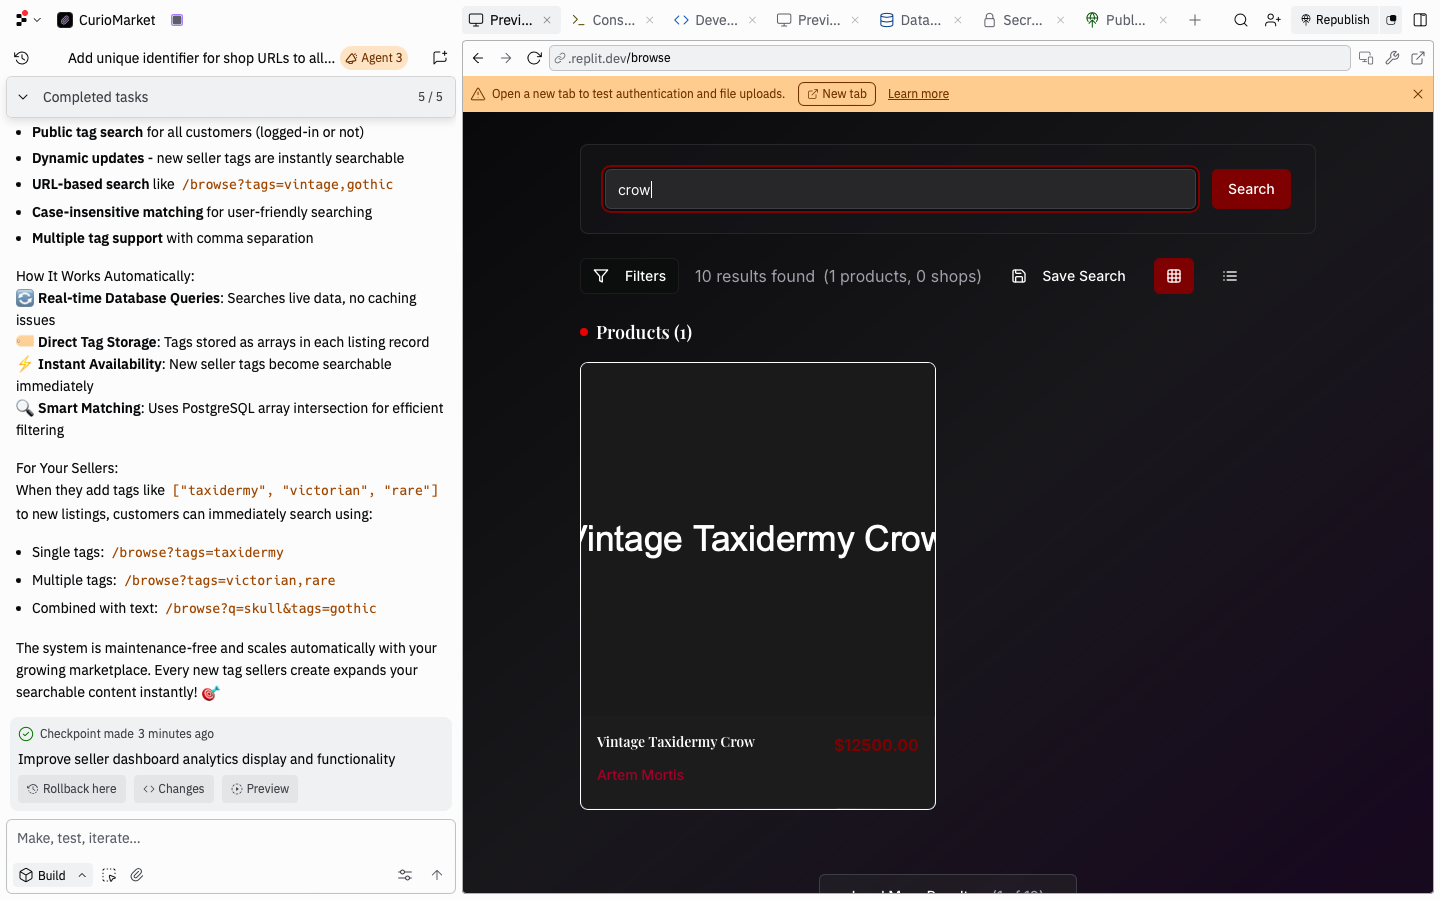 CurioMarket
Add unique identifier for shop URLs to all...
Agent 3
Completed tasks
5 / 5
Public tag search for all customers (logged-in or not)
Dynamic updates - new seller tags are instantly searchable
URL-based search like /browse?tags=vintage,gothic
Case-insensitive matching for user-friendly searching
Multiple tag support with comma separation
How It Works Automatically:
Real-time Database Queries: Searches live data, no caching
issues
Direct Tag Storage: Tags stored as arrays in each listing record
Instant Availability: New seller tags become searchable
immediately
Smart Matching: Uses PostgreSQL array intersection for efficient
filtering
For Your Sellers:
When they add tags like ["taxidermy", "victorian", "rare"]
to new listings, customers can immediately search using:
Single tags: /browse?tags=taxidermy
Multiple tags: /browse?tags=victorian,rare
Combined with text: /browse?q=skull&tags=gothic
The system is maintenance-free and scales automatically with your
growing marketplace. Every new tag sellers create expands your
searchable content instantly!
Checkpoint made 3 minutes ago
Improve seller dashboard analytics display and functionality
Rollback here
Changes
Preview
Make, test, iterate...
Build
Previ...
Cons...
Deve...
Previ...
Data...
Secr...
Publ...
Republish
.replit.dev/browse
Open a new tab to test authentication and file uploads.
New tab
Learn more
crow
Search
Filters
10 results found (1 products, 0 shops)
Save Search
Products (1)
Vintage Taxidermy Crow
Vintage Taxidermy Crow
$12500.00
Artem Mortis